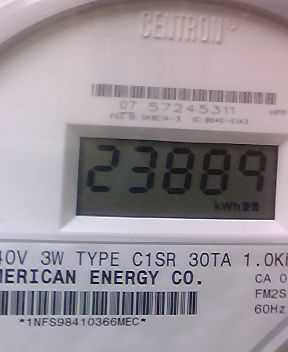 CENTRON®
07 57245311
23889
kWh
40V 3W TYPE C1SR 30TA 1.0K
MERICAN ENERGY CO.
CA 0
FM2S
60Hz
*1NFS98410366MEC*